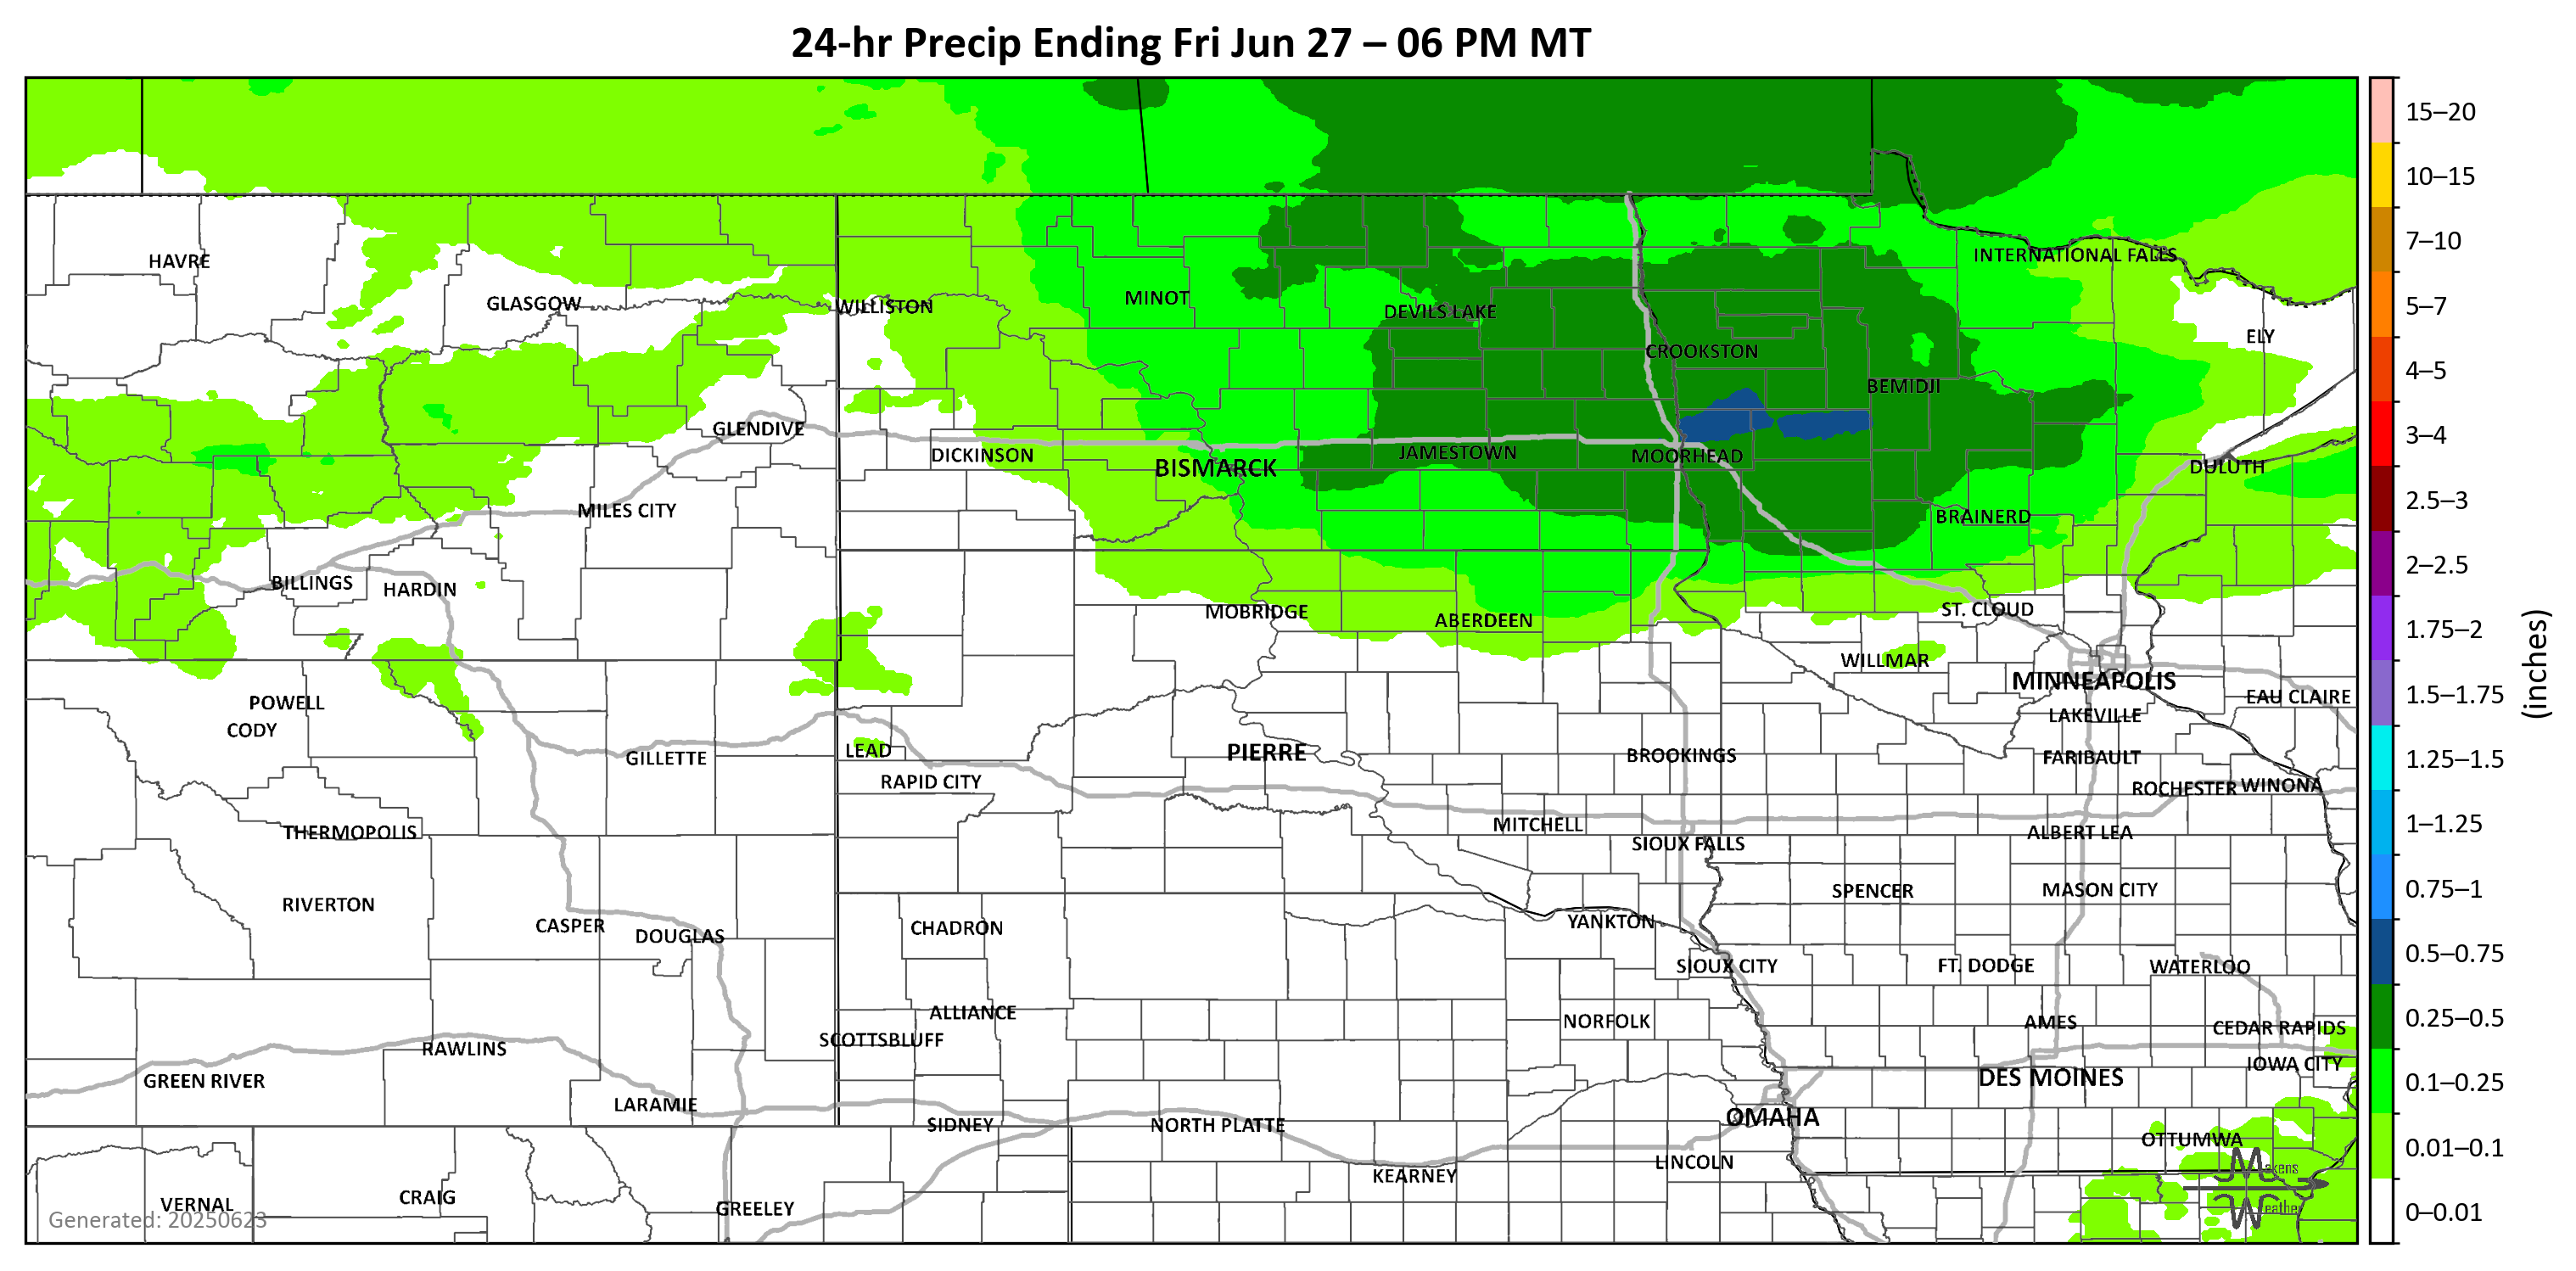 24-hr Precip Ending Fri Jun 27 – 06 PM MT
HAVRE
GLASGOW
WILLISTON
MINOT
DEVILS LAKE
INTERNATIONAL FALLS
ELY
CROOKSTON
BEMIDJI
GLENDIVE
DICKINSON
BISMARCK
JAMESTOWN
MOORHEAD
DULUTH
MILES CITY
BRAINERD
BILLINGS
HARDIN
MOBRIDGE
ABERDEEN
ST. CLOUD
WILLMAR
MINNEAPOLIS
EAU CLAIRE
POWELL
CODY
LAKEVILLE
GILLETTE
LEAD
PIERRE
BROOKINGS
FARIBAULT
RAPID CITY
ROCHESTER
WINONA
THERMOPOLIS
MITCHELL
SIOUX FALLS
ALBERT LEA
RIVERTON
SPENCER
MASON CITY
CASPER
DOUGLAS
CHADRON
YANKTON
SIOUX CITY
FT. DODGE
WATERLOO
ALLIANCE
SCOTTSBLUFF
NORFOLK
AMES
CEDAR RAPIDS
RAWLINS
GREEN RIVER
IOWA CITY
DES MOINES
LARAMIE
SIDNEY
NORTH PLATTE
OMAHA
OTTUMWA
LINCOLN
KEARNEY
VERNAL
CRAIG
GREELEY
Generated: 20250623
Makens
Weather
15–20
10–15
7–10
5–7
4–5
3–4
2.5–3
2–2.5
1.75–2
1.5–1.75
1.25–1.5
1–1.25
0.75–1
0.5–0.75
0.25–0.5
0.1–0.25
0.01–0.1
0–0.01
(inches)